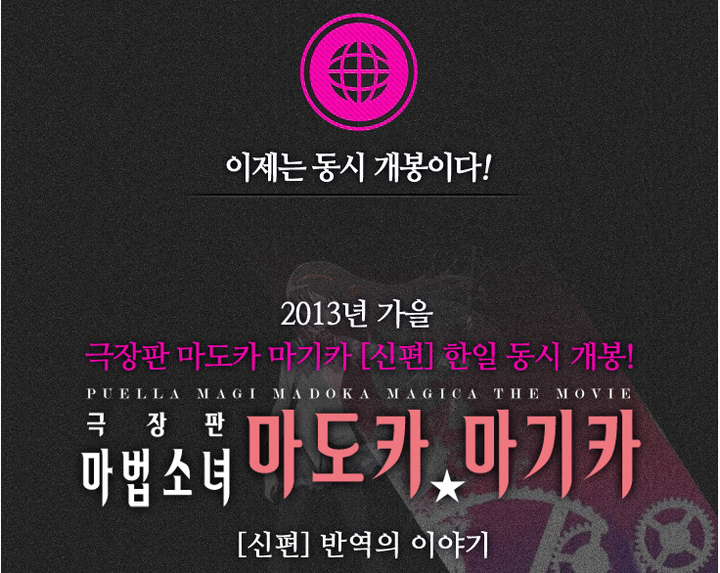 이제는 동시 개봉이다!
2013년 가을
극장판 마도카 마기카 [신편] 한일 동시 개봉!
PUELLA MAGI MADOKA MAGICA THE MOVIE
극장판
마법소녀 마도카★마기카
[신편] 반역의 이야기